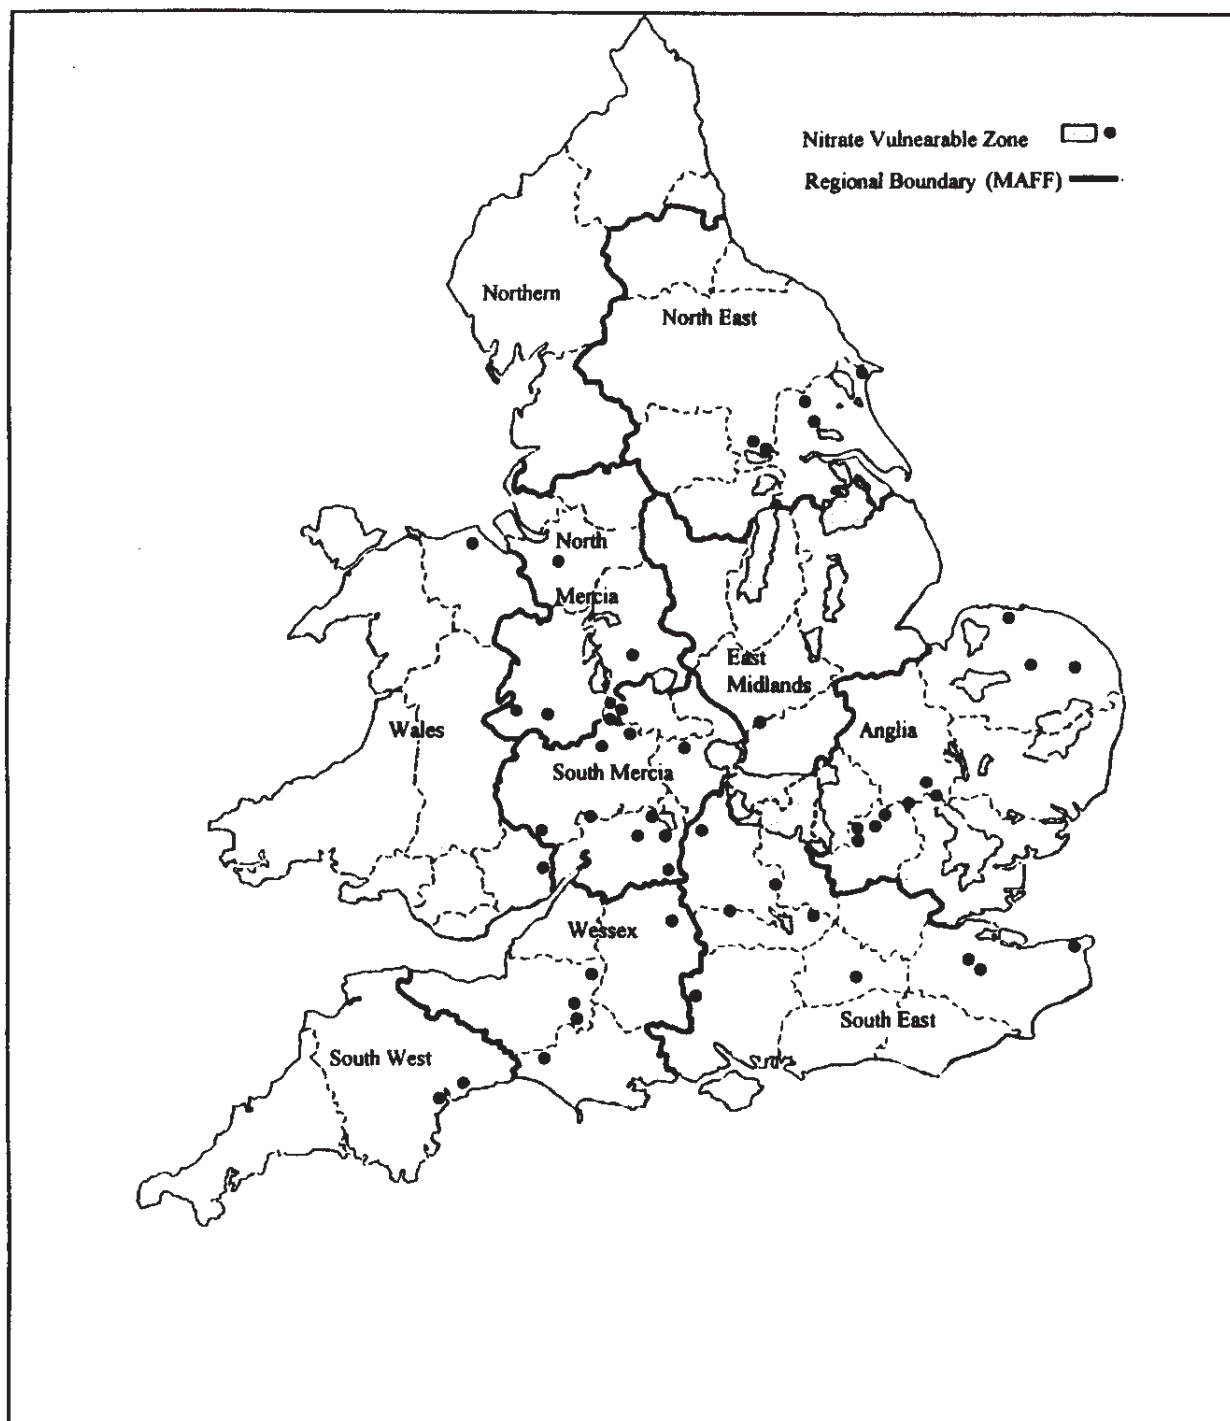 Nitrate Vulnearable Zone
Regional Boundary (MAFF)
Northern
North East
North
Mercia
East
Midlands
Wales
Anglia
South Mercia
Wessex
South East
South West